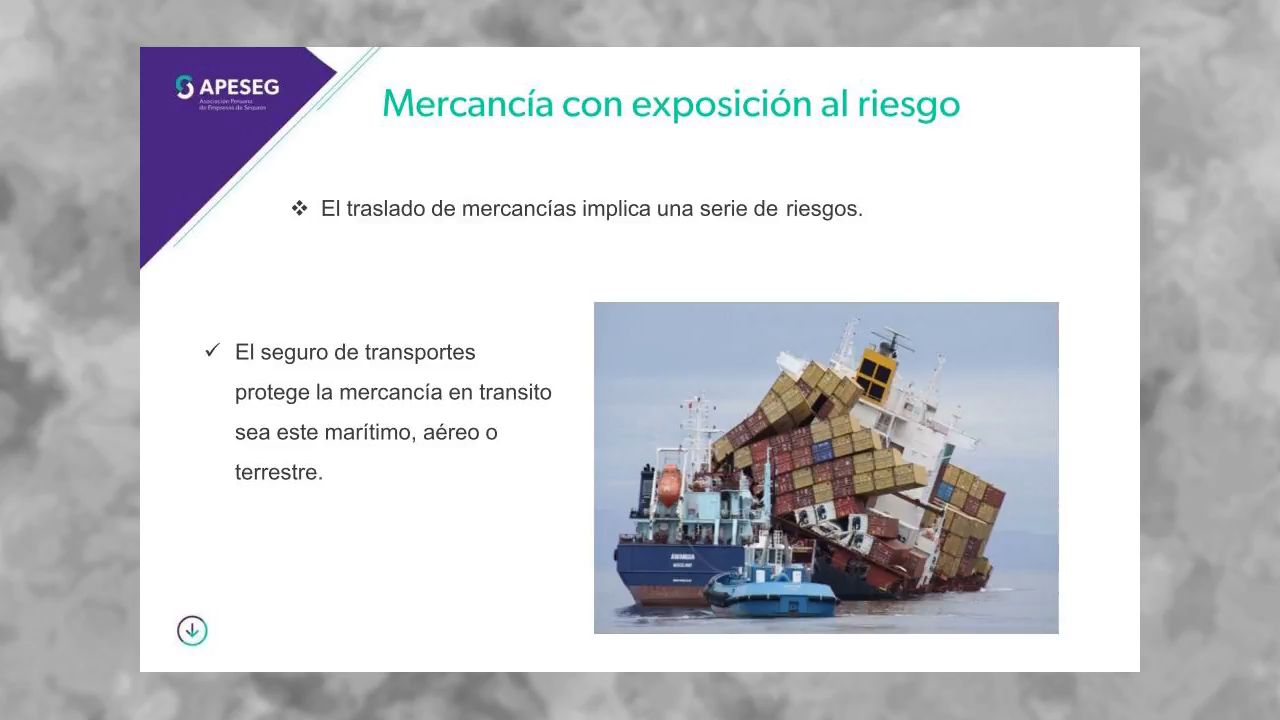 APESEG
Asociación Peruana
de Empresas de Seguros
Mercancía con exposición al riesgo
El traslado de mercancías implica una serie de riesgos.
El seguro de transportes
protege la mercancía en transito
sea este marítimo, aéreo o
terrestre.
AWANUIA